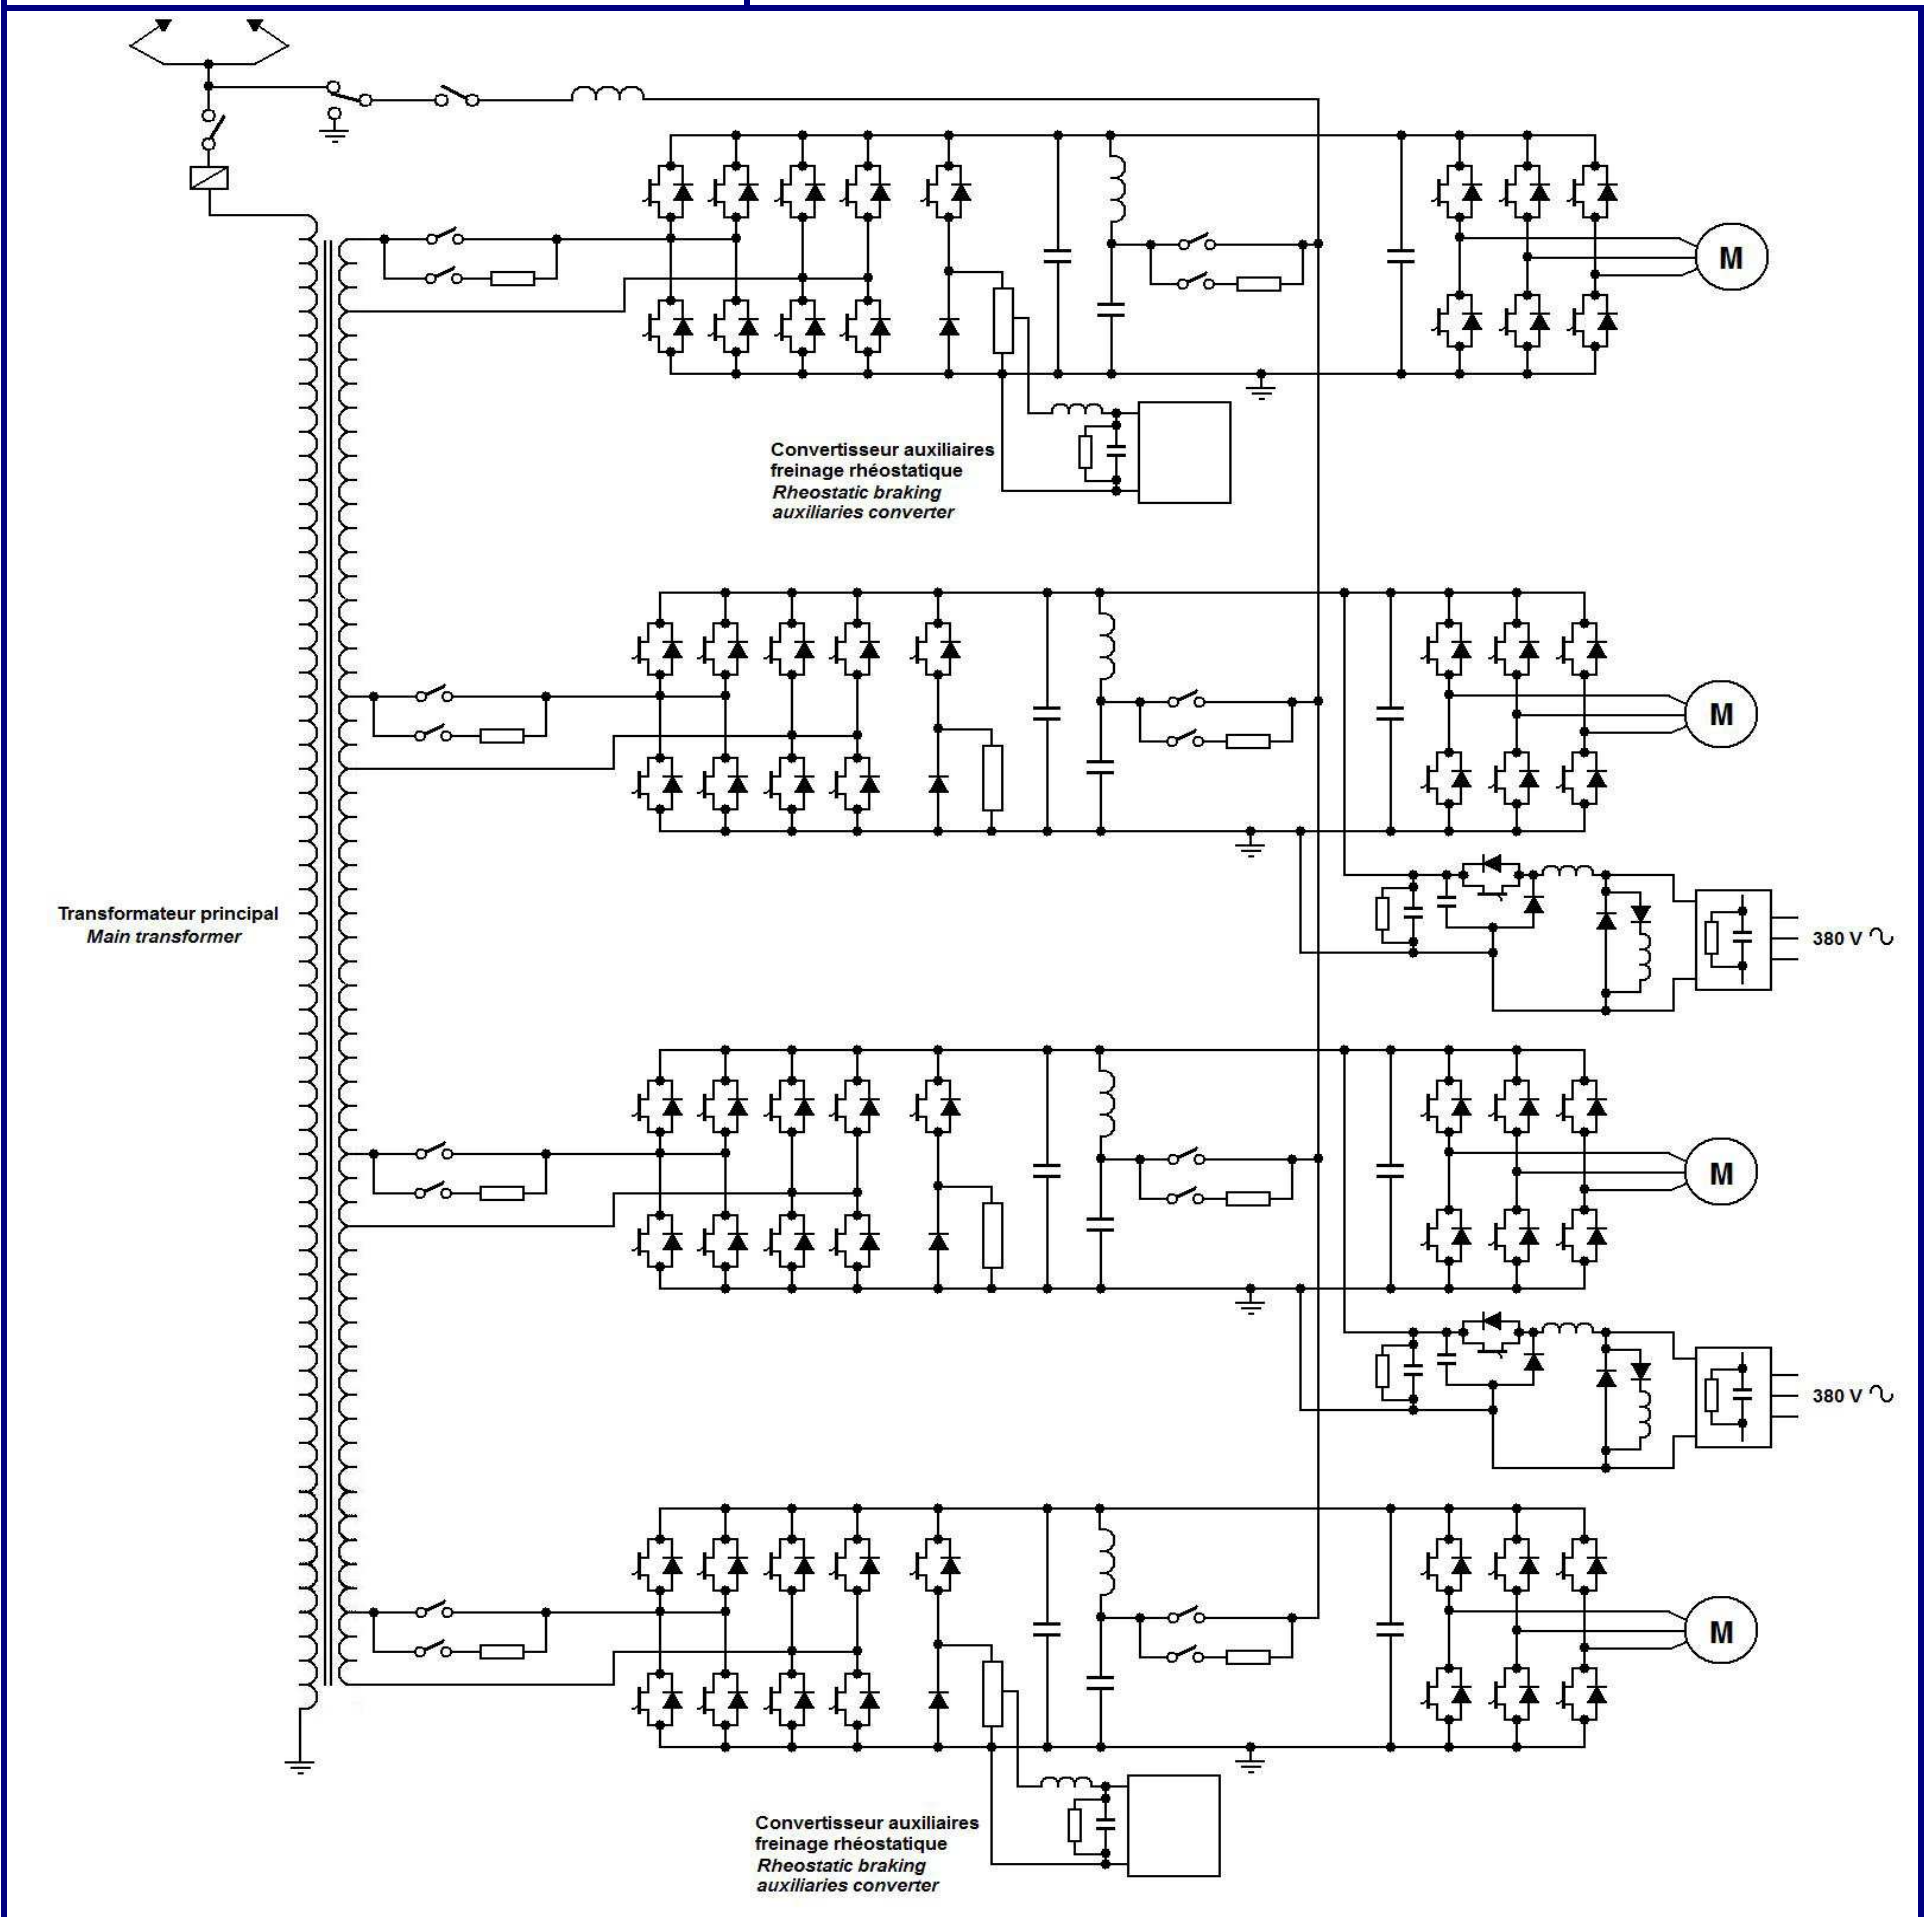 M
Convertisseur auxiliaires
freinage rhéostatique
Rheostatic braking
auxiliaries converter
M
Transformateur principal
Main transformer
380 V
M
380 V
M
Convertisseur auxiliaires
freinage rhéostatique
Rheostatic braking
auxiliaries converter